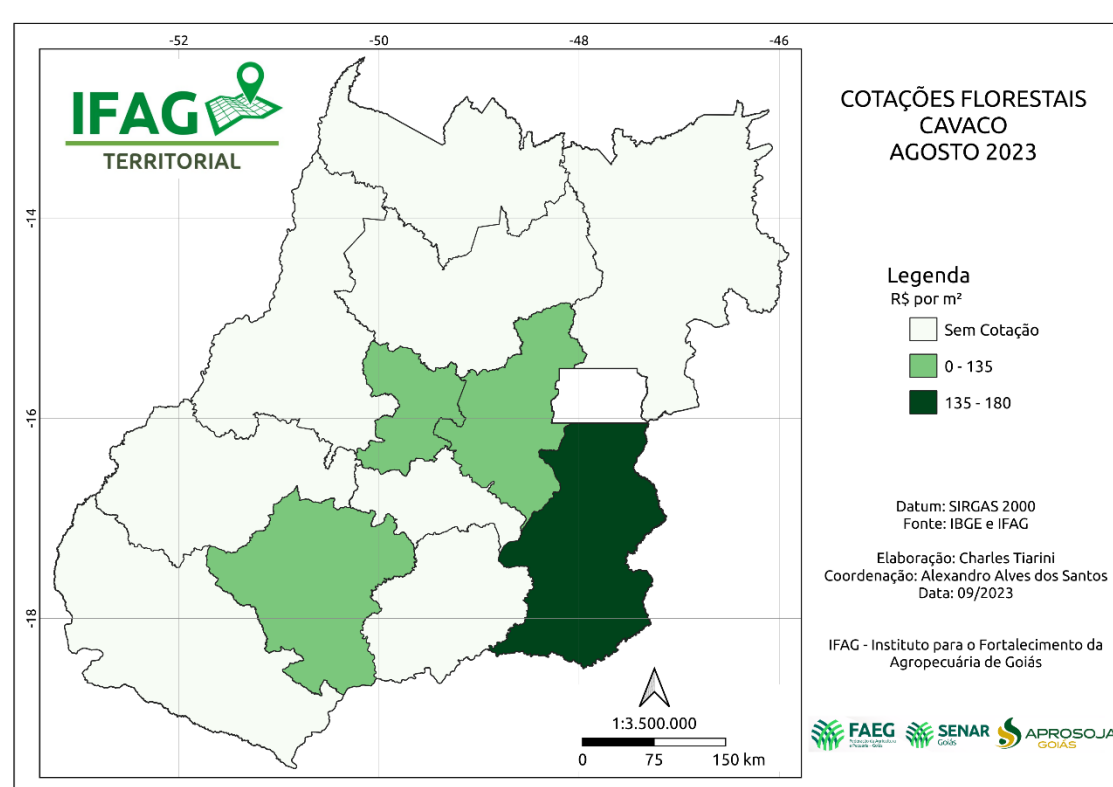 -52
-50
-48
-46
-14
-16
-18
IFAG
TERRITORIAL
COTAÇÕES FLORESTAIS
CAVACO
AGOSTO 2023
Legenda
R$ por m²
Sem Cotação
0 - 135
135 - 180
Datum: SIRGAS 2000
Fonte: IBGE e IFAG
Elaboração: Charles Tiarini
Coordenação: Alexandro Alves dos Santos
Data: 09/2023
IFAG - Instituto para o Fortalecimento da
Agropecuária de Goiás
1:3.500.000
0 75 150 km
FAEG
SENAR
Goiás
APROSOJA
GOIÁS